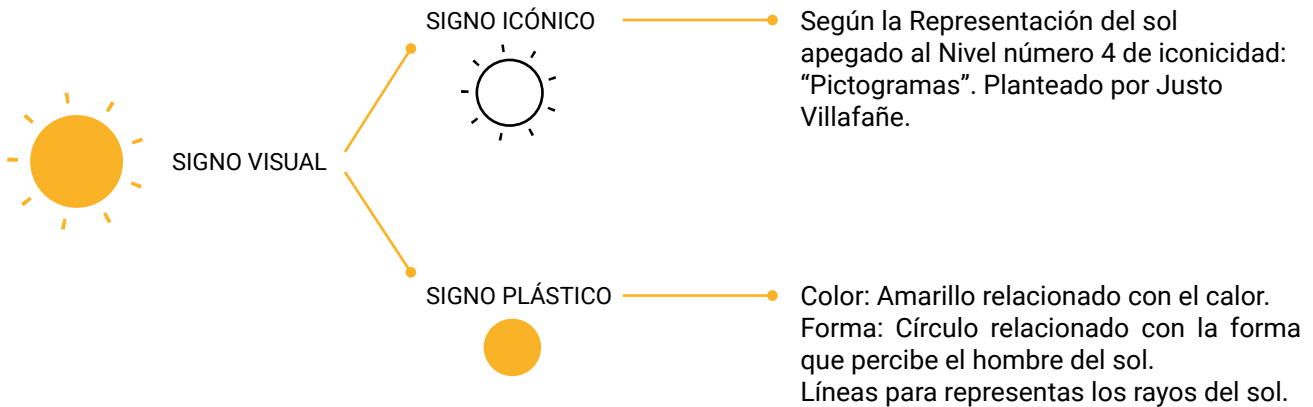 SIGNO ICÓNICO
Según la Representación del sol
apegado al Nivel número 4 de iconicidad:
“Pictogramas”. Planteado por Justo
Villafañe.
SIGNO VISUAL
SIGNO PLÁSTICO
Color: Amarillo relacionado con el calor.
Forma: Círculo relacionado con la forma
que percibe el hombre del sol.
Líneas para representas los rayos del sol.